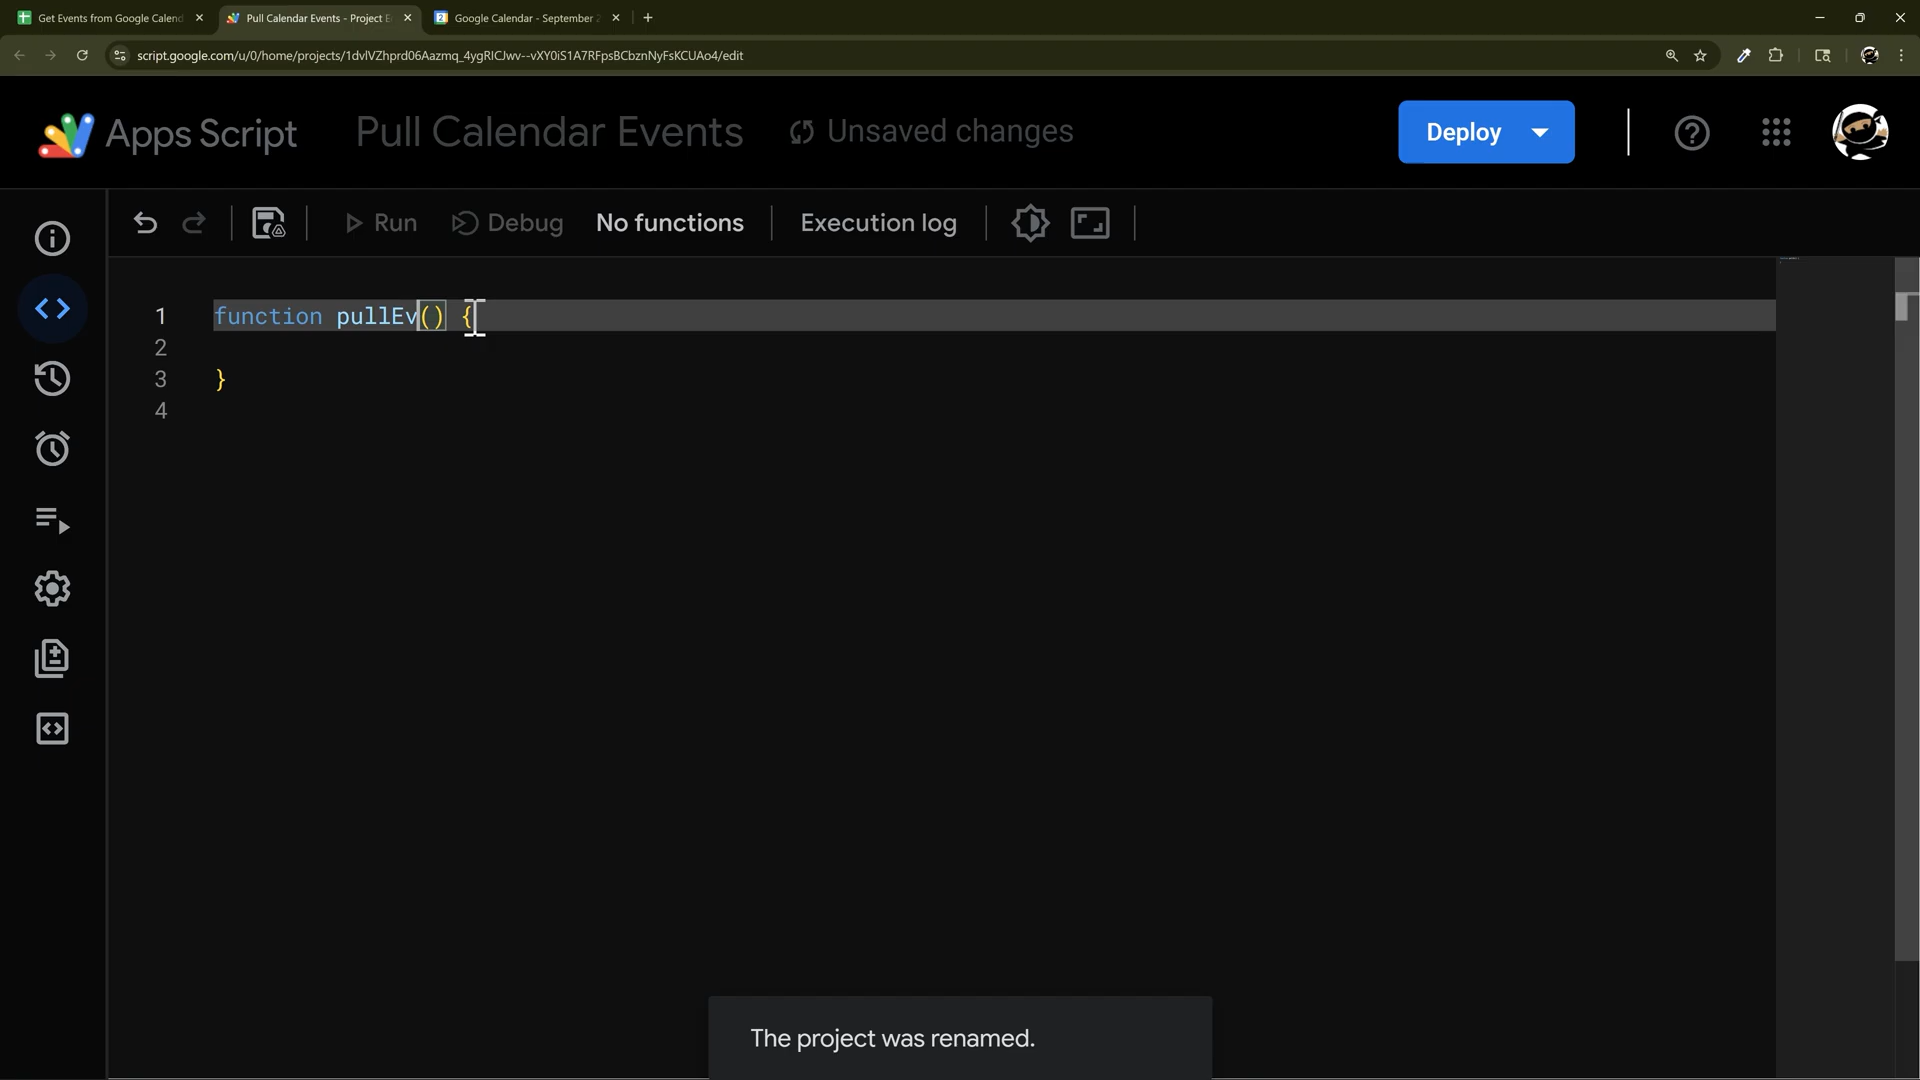 Get Events from Google Calend
Pull Calendar Events - Project E
Google Calendar - September 2
script.google.com/u/0/home/projects/1dvlVZhprd06Aazmq_4ygRlCJwv--vXY0iS1A7RFpsBCbznNyFsKCUAo4/edit
Apps Script
Pull Calendar Events
Unsaved changes
Deploy
Run
Debug
No functions
Execution log
1 function pullEv() {
2
3 }
4
The project was renamed.